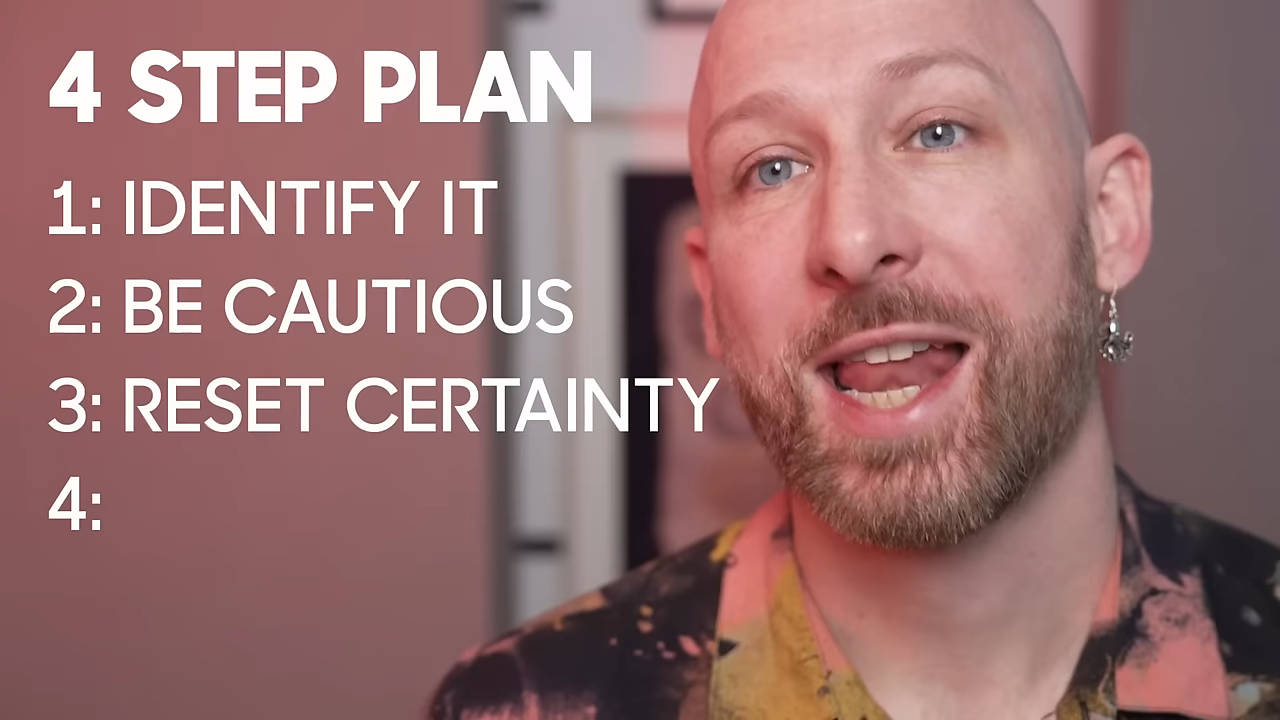 4 STEP PLAN
1: IDENTIFY IT
2: BE CAUTIOUS
3: RESET CERTAINTY
4: